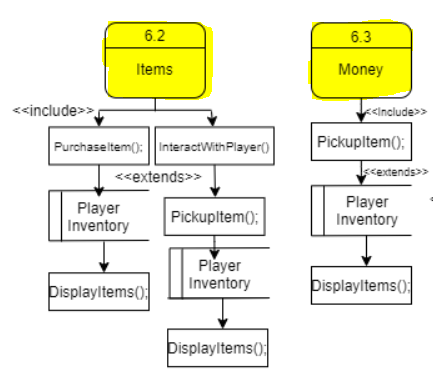 6.2
Items
<<include>>
PurchaseItem();
InteractWithPlayer()
<<extends>>
Player
Inventory
PickupItem();
Player
Inventory
DisplayItems();
DisplayItems();
6.3
Money
<<Include>>
PickupItem();
<<extends>>
Player
Inventory
DisplayItems();